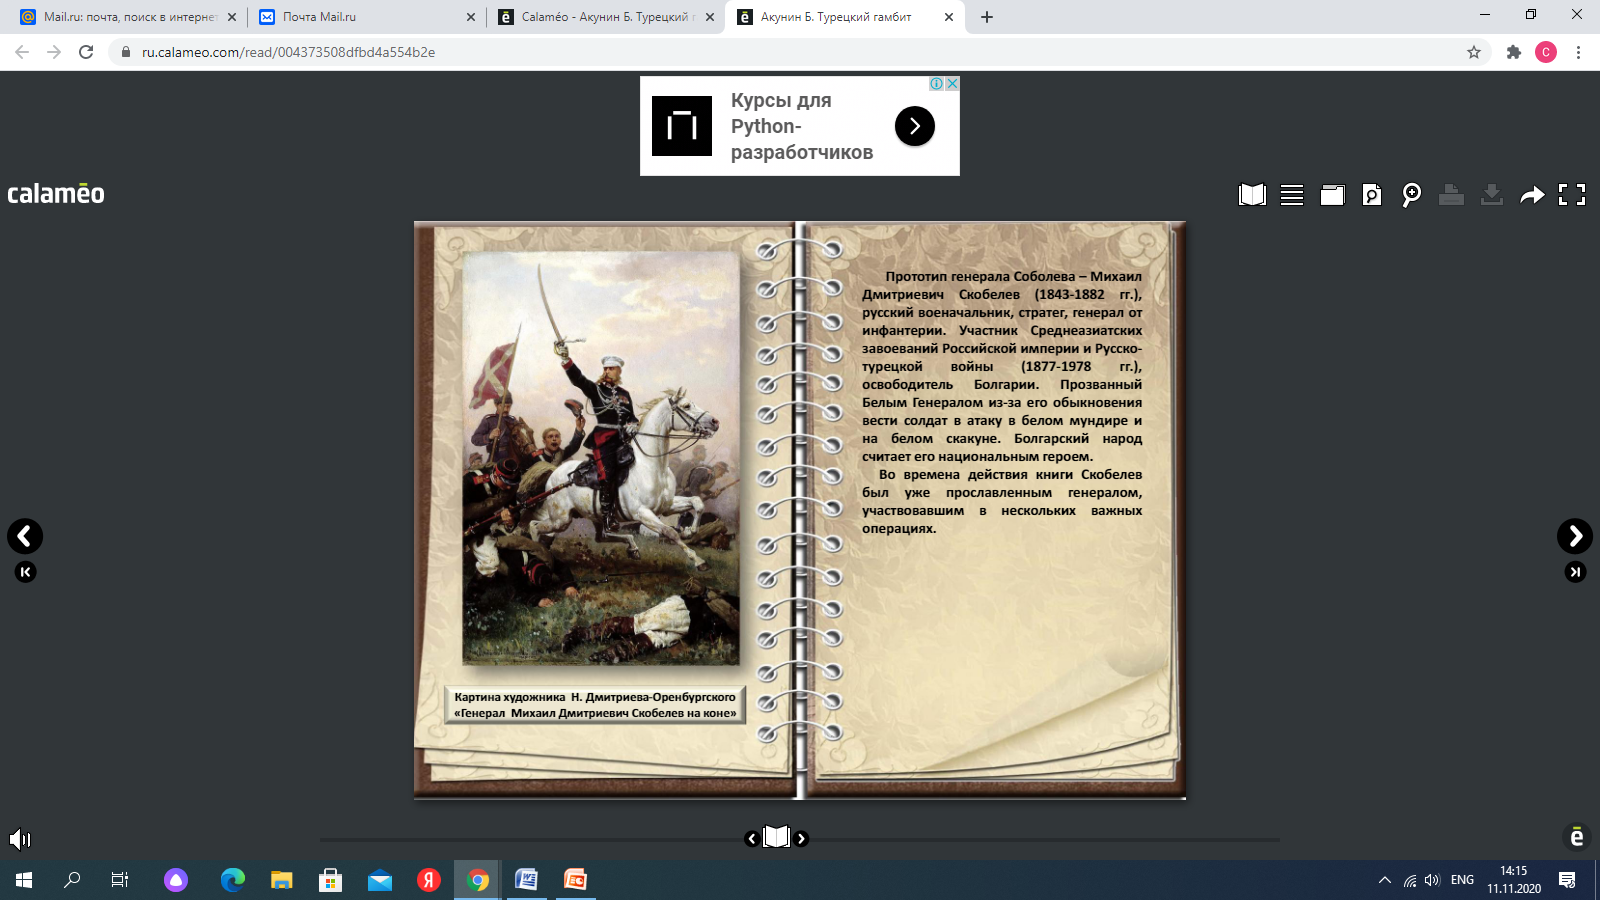 Mail.ru: почта, поиск в интернет
Почта Mail.ru
Calaméo - Акунин Б. Турецкий г
Акунин Б. Турецкий гамбит
ru.calameo.com/read/004373508dfbd4a554b2e
C
Курсы для
Python-
разработчиков
calamēo
Прототип генерала Соболева – Михаил
Дмитриевич Скобелев (1843-1882 гг.),
русский военачальник, стратег, генерал от
инфантерии. Участник Среднеазиатских
завоеваний Российской империи и Русско-
турецкой войны (1877-1978 гг.),
освободитель Болгарии. Прозванный
Белым Генералом из-за его обыкновения
вести солдат в атаку в белом мундире и
на белом скакуне. Болгарский народ
считает его национальным героем.
Во времена действия книги Скобелев
был уже прославленным генералом,
участвовавшим в нескольких важных
операциях.
Картина художника Н. Дмитриева-Оренбургского
«Генерал Михаил Дмитриевич Скобелев на коне»
ē
Я
ENG
14:15
11.11.2020